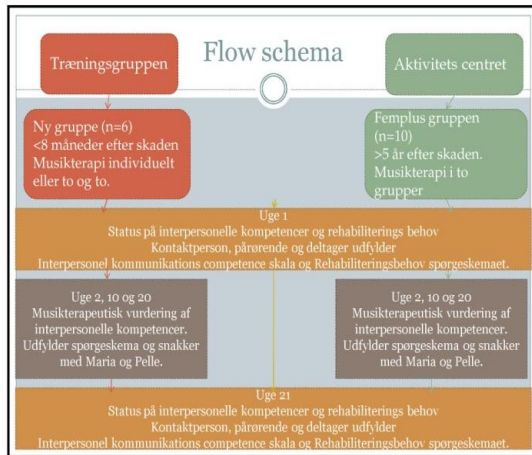 Flow schema
Træningsgruppen
Aktivitets centret
Ny gruppe (n=6)
<8 måneder efter skaden
Musikterapi individuelt
eller to og to.
Femplus gruppen
(n=10)
>5 år efter skaden.
Musikterapi i to
grupper
Uge 1
Status på interpersonelle kompetencer og rehabiliterings behov
Kontaktperson, pårørende og deltager udfylder
Interpersonel kommunikations competence skala og Rehabiliteringbehov spørgeskemaet.
Uge 2, 10 og 20
Musikterapeutisk vurdering af
interpersonelle kompetencer.
Udfylder spørgeskema og snakker
med Maria og Pelle.
Uge 2, 10 og 20
Musikterapeutisk vurdering af
interpersonelle kompetencer.
Udfylder spørgeskema og snakker
med Maria og Pelle.
Uge 21
Status på interpersonelle kompetencer og rehabiliterings behov
Kontaktperson, pårørende og deltager udfylder
Interpersonel kommunikations competence skala og Rehabiliteringbehov spørgeskemaet.